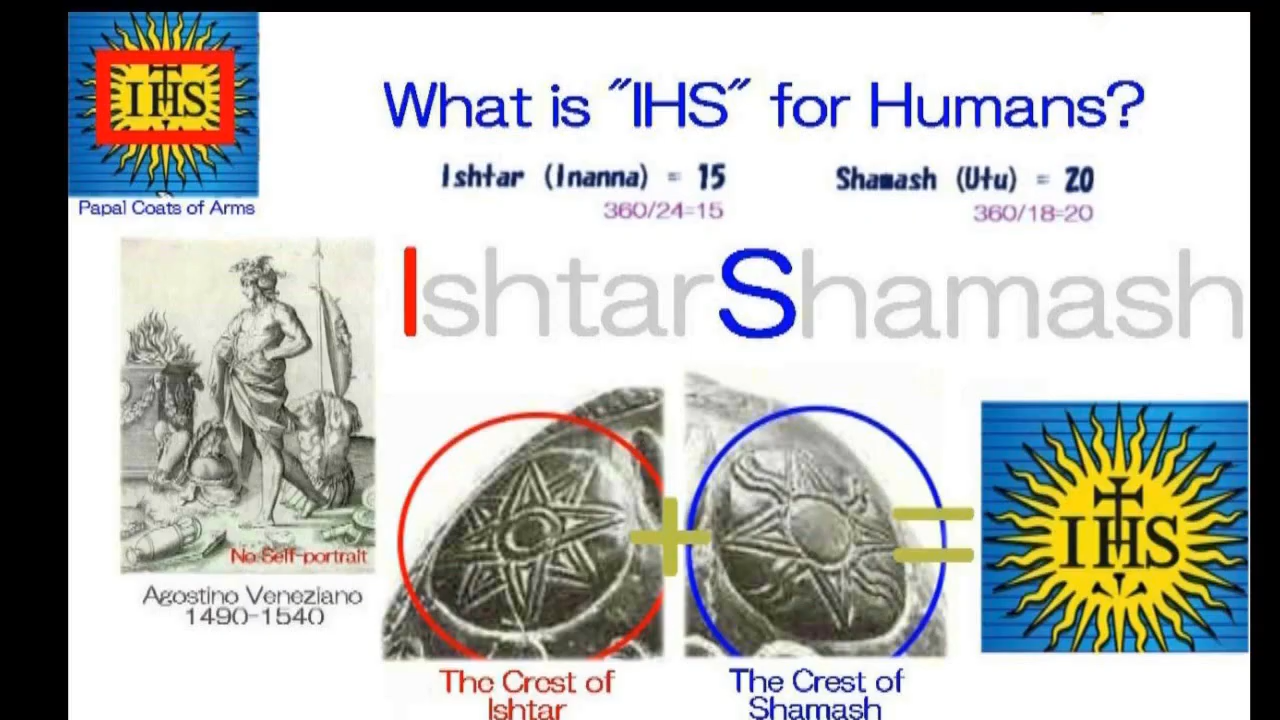 IHS
Papal Coats of Arms
What is "IHS" for Humans?
Ishtar (Inanna) = 15
360/24=15
Shamash (Utu) = 20
360/18=20
IshtarShamash
No Self-portrait
Agostino Veneziano
1490-1540
+
=
IHS
The Crest of
Ishtar
The Crest of
Shamash